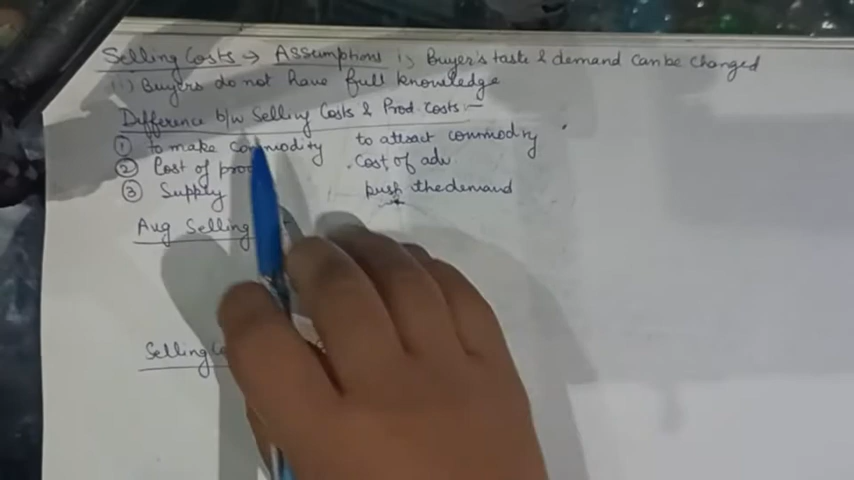 Selling Costs → Assumptions i) Buyer's taste & demand can be changed
ii) Buyers do not have full knowledge
Difference b/w Selling Costs & Prod. Costs:-
① to make commodity to attract commodity
② Cost of prod Cost of adv
③ Supply push the demand
Avg Selling
Selling